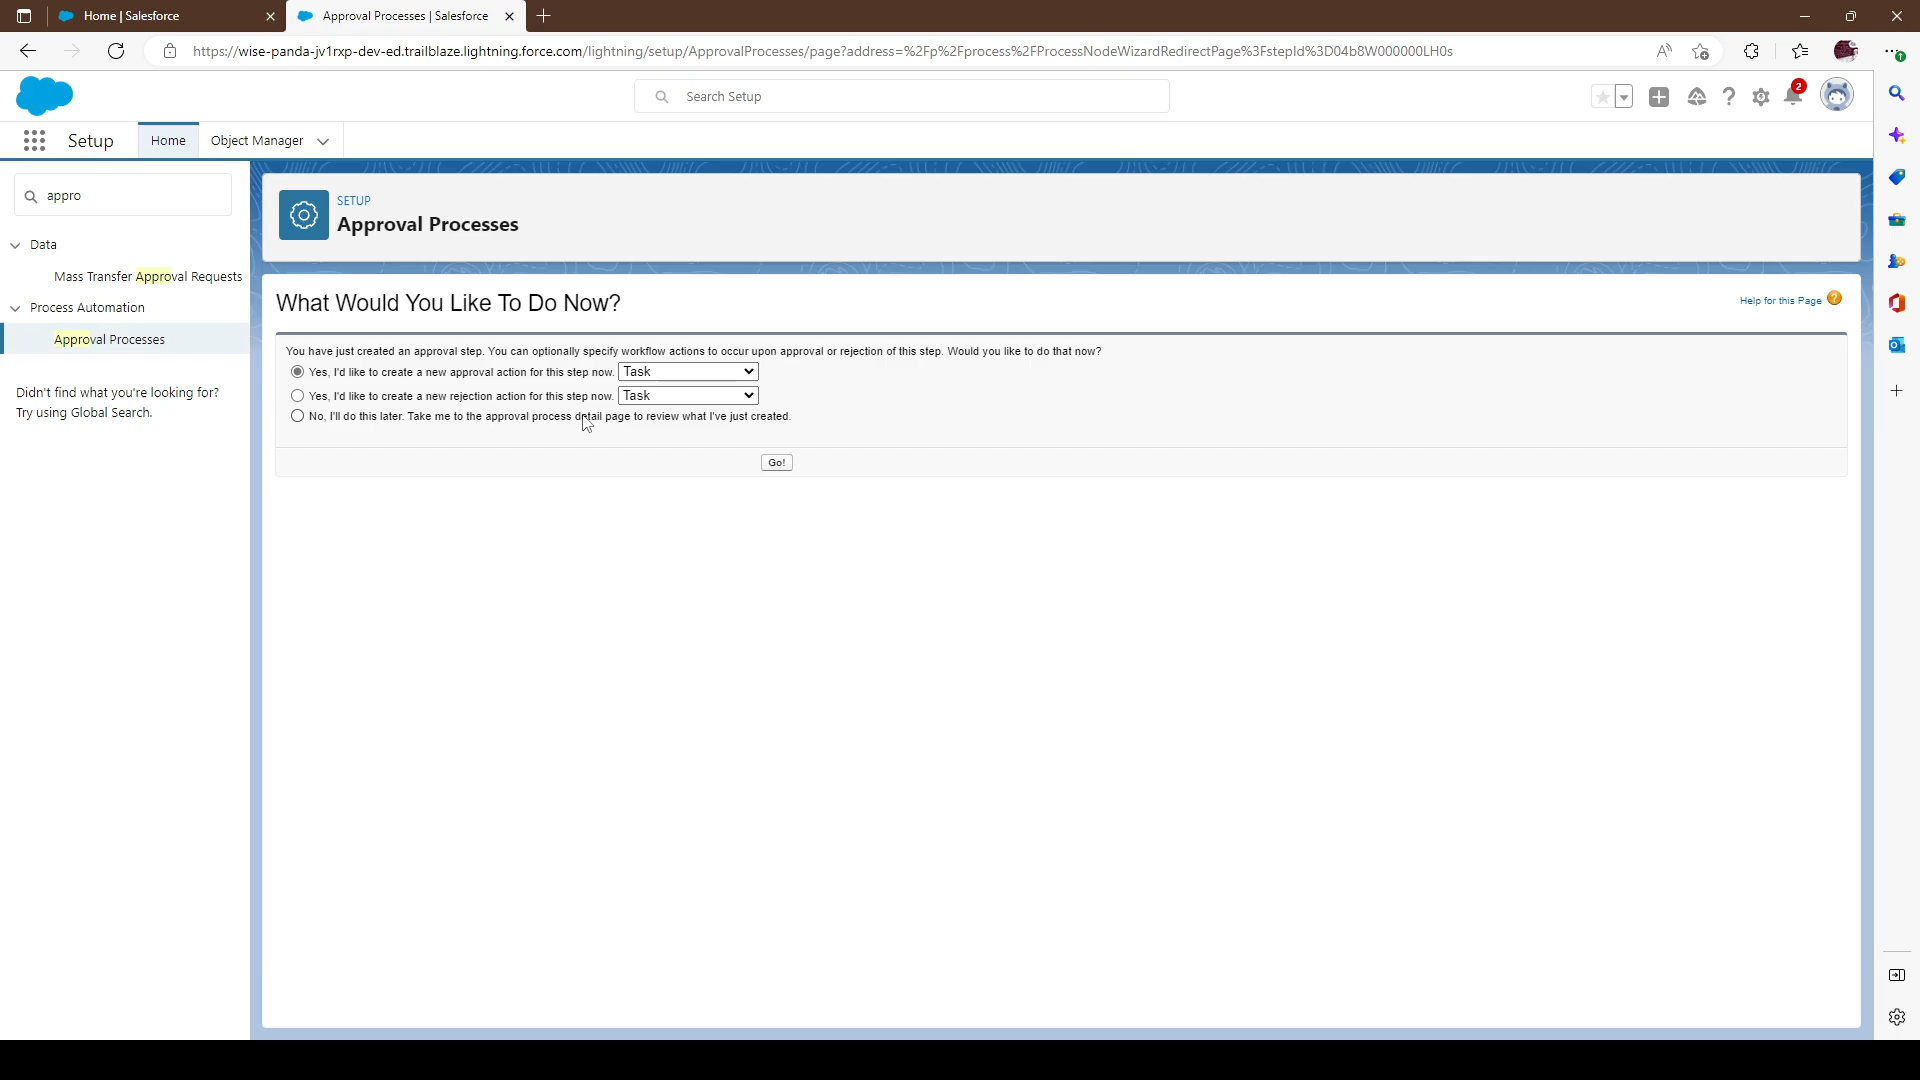 Home | Salesforce
Approval Processes | Salesforce
https://wise-panda-jv1rxp-dev-ed.trailblaze.lightning.force.com/lightning/setup/ApprovalProcesses/page?address=%2Fp%2Fprocess%2FProcessNodeWizardRedirectPage%3FstepId%3D04b8W000000LH0s
Search Setup
2
Setup
Home
Object Manager
appro
Data
Mass Transfer Approval Requests
Process Automation
Approval Processes
Didn't find what you're looking for?
Try using Global Search.
SETUP
Approval Processes
What Would You Like To Do Now?
Help for this Page
You have just created an approval step. You can optionally specify workflow actions to occur upon approval or rejection of this step. Would you like to do that now?
Yes, I'd like to create a new approval action for this step now. Task
Yes, I'd like to create a new rejection action for this step now. Task
No, I'll do this later. Take me to the approval process detail page to review what I've just created.
Go!